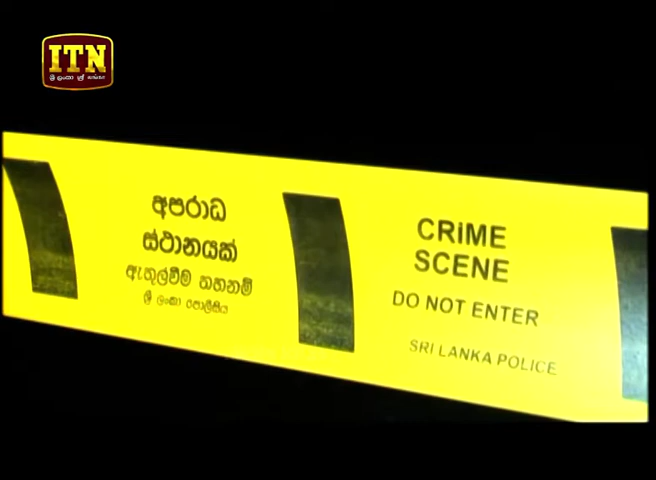 ITN
ශ්‍රී ලංකා
අපරාධ
ස්ථානයක්
ඇතුල්වීම තහනම්
ශ්‍රී ලංකා පොලීසිය
CRiME
SCENE
DO NOT ENTER
SRI LANKA POLICE